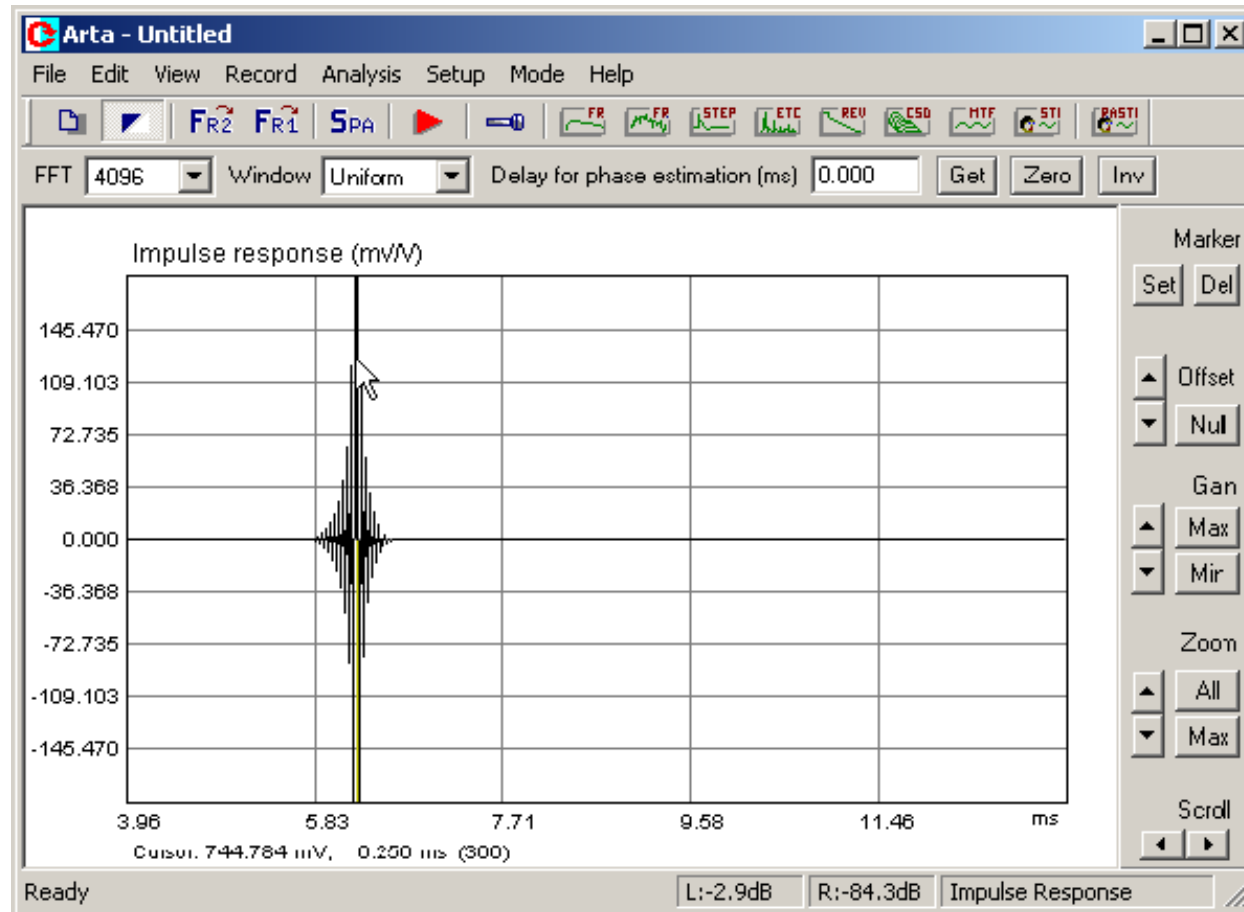 Arta - Untitled
File Edit View Record Analysis Setup Mode Help
FR2 FR1 SPA FR FR STEP ETC REV CSD MTF STI RASTI
FFT 4096 Window Uniform Delay for phase estimation (ms) 0.000 Get Zero Inv
Impulse response (mv/V)
145.470
109.103
72.735
36.368
0.000
-36.368
-72.735
-109.103
-145.470
3.96 5.83 7.71 9.58 11.46 ms
Cursor: 744.784 mV, 0.250 ms (300)
Marker
Set Del
Offset
Nul
Gan
Max
Mir
Zoom
All
Max
Scroll
Ready L:-2.9dB R:-84.3dB Impulse Response